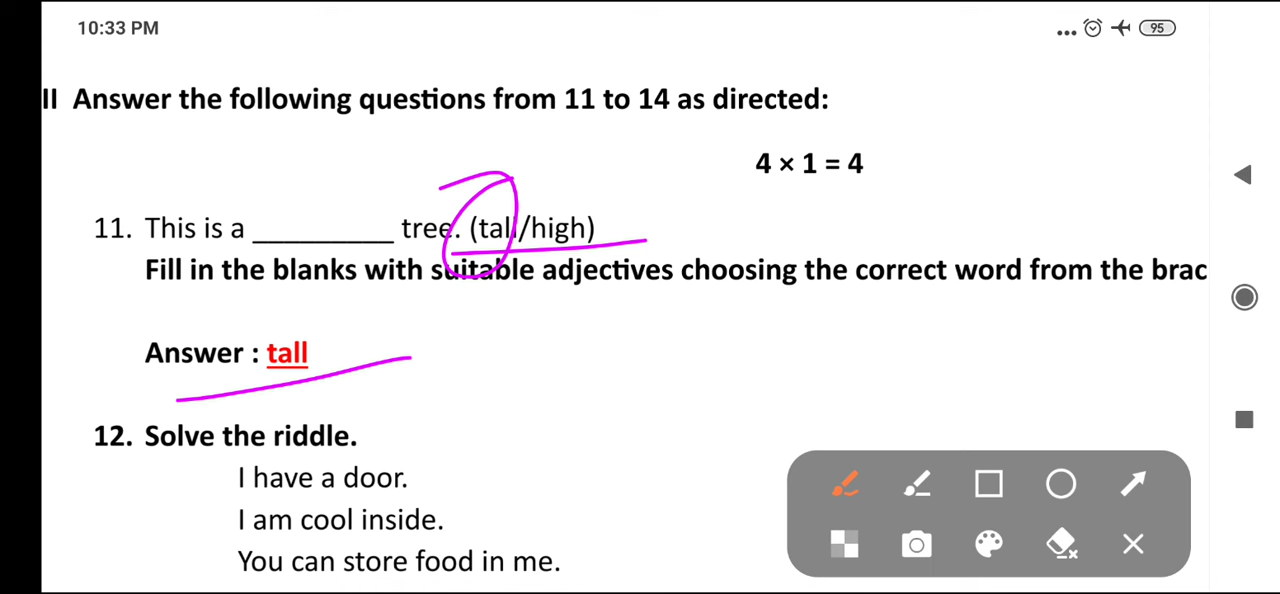 10:33 PM
95
II Answer the following questions from 11 to 14 as directed:
4 × 1 = 4
11. This is a __________ tree. (tall/high)
Fill in the blanks with suitable adjectives choosing the correct word from the brac
Answer : tall
12. Solve the riddle.
I have a door.
I am cool inside.
You can store food in me.